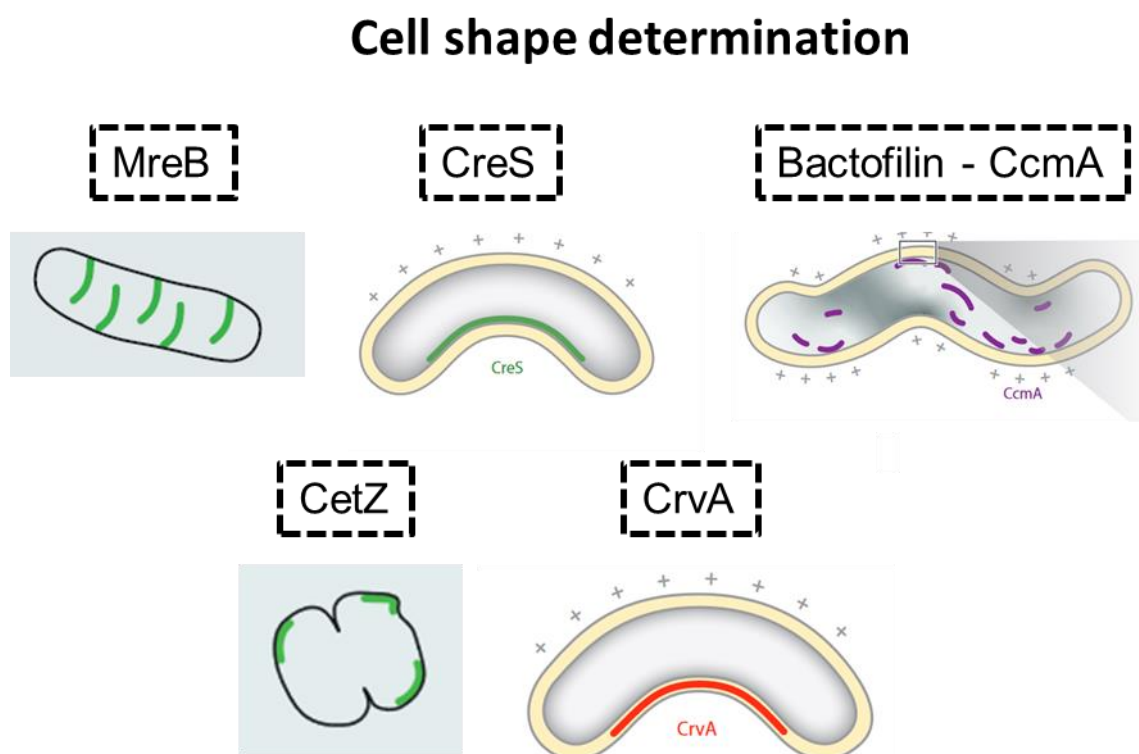 Cell shape determination
MreB
CreS
Bactofilin - CcmA
CreS
CcmA
CetZ
CrvA
CrvA